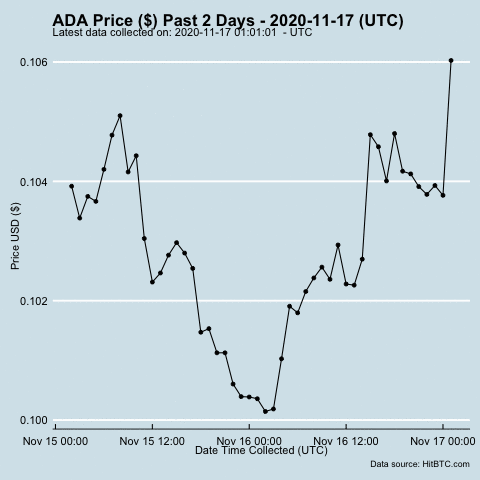 ADA Price ($) Past 2 Days - 2020-11-17 (UTC)
Latest data collected on: 2020-11-17 01:01:01 - UTC
0.106
0.104
0.102
0.100
Price USD ($)
Nov 15 00:00 Nov 15 12:00 Nov 16 00:00 Nov 16 12:00 Nov 17 00:00
Date Time Collected (UTC)
Data source: HitBTC.com